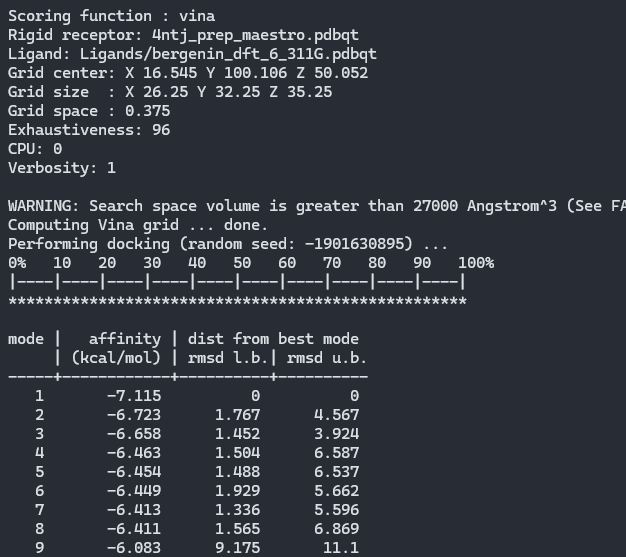 Scoring function : vina
Rigid receptor: 4ntj_prep_maestro.pdbqt
Ligand: Ligands/bergenin_dft_6_311G.pdbqt
Grid center: X 16.545 Y 100.106 Z 50.052
Grid size  : X 26.25 Y 32.25 Z 35.25
Grid space : 0.375
Exhaustiveness: 96
CPU: 0
Verbosity: 1

WARNING: Search space volume is greater than 27000 Angstrom^3 (See FA
Computing Vina grid ... done.
Performing docking (random seed: -1901630895) ...
0%   10   20   30   40   50   60   70   80   90   100%
|----|----|----|----|----|----|----|----|----|----|
***************************************************

mode |   affinity | dist from best mode
     | (kcal/mol) | rmsd l.b.| rmsd u.b.
-----+------------+----------+----------
   1       -7.115          0          0
   2       -6.723      1.767      4.567
   3       -6.658      1.452      3.924
   4       -6.463      1.504      6.587
   5       -6.454      1.488      6.537
   6       -6.449      1.929      5.662
   7       -6.413      1.336      5.596
   8       -6.411      1.565      6.869
   9       -6.083      9.175       11.1